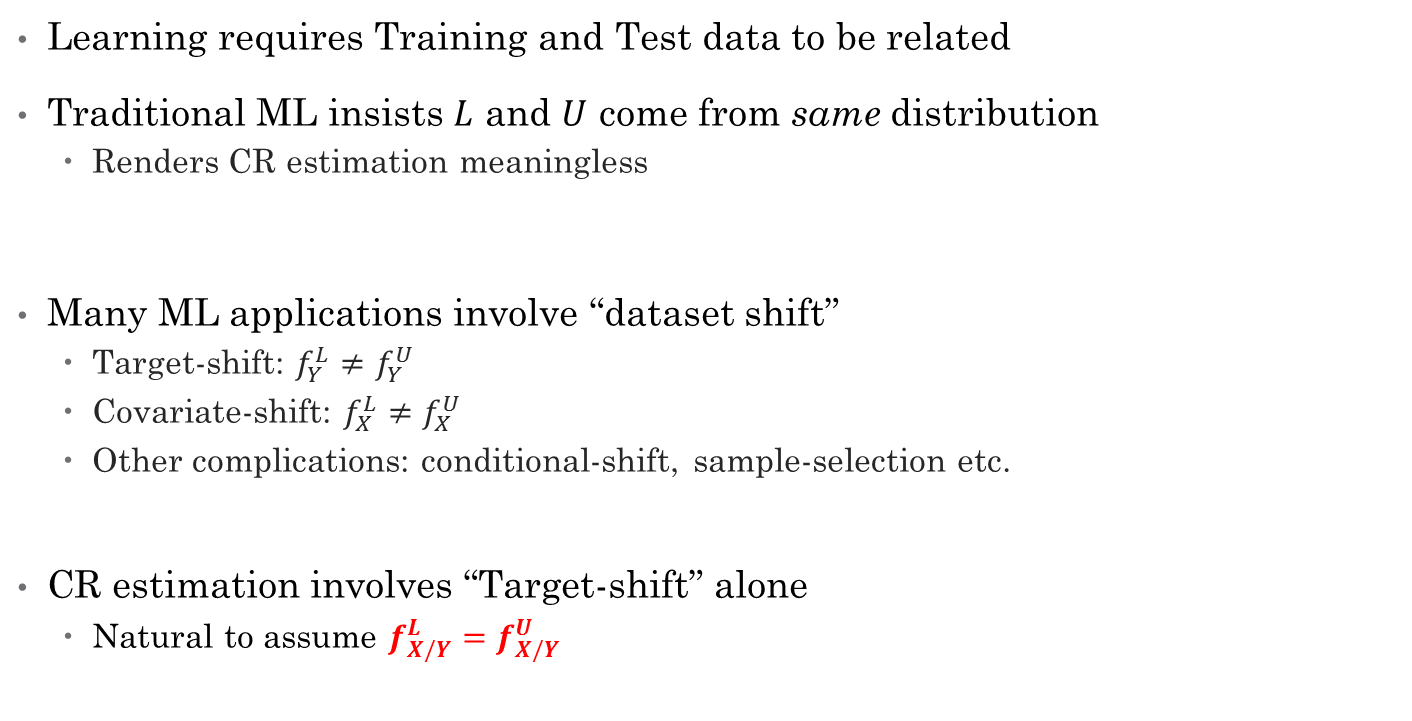 • Learning requires Training and Test data to be related
• Traditional ML insists L and U come from same distribution
• Renders CR estimation meaningless
• Many ML applications involve “dataset shift”
• Target-shift: $f_Y^L \neq f_Y^U$
• Covariate-shift: $f_X^L \neq f_X^U$
• Other complications: conditional-shift, sample-selection etc.
• CR estimation involves “Target-shift” alone
• Natural to assume $f_{X/Y}^L = f_{X/Y}^U$